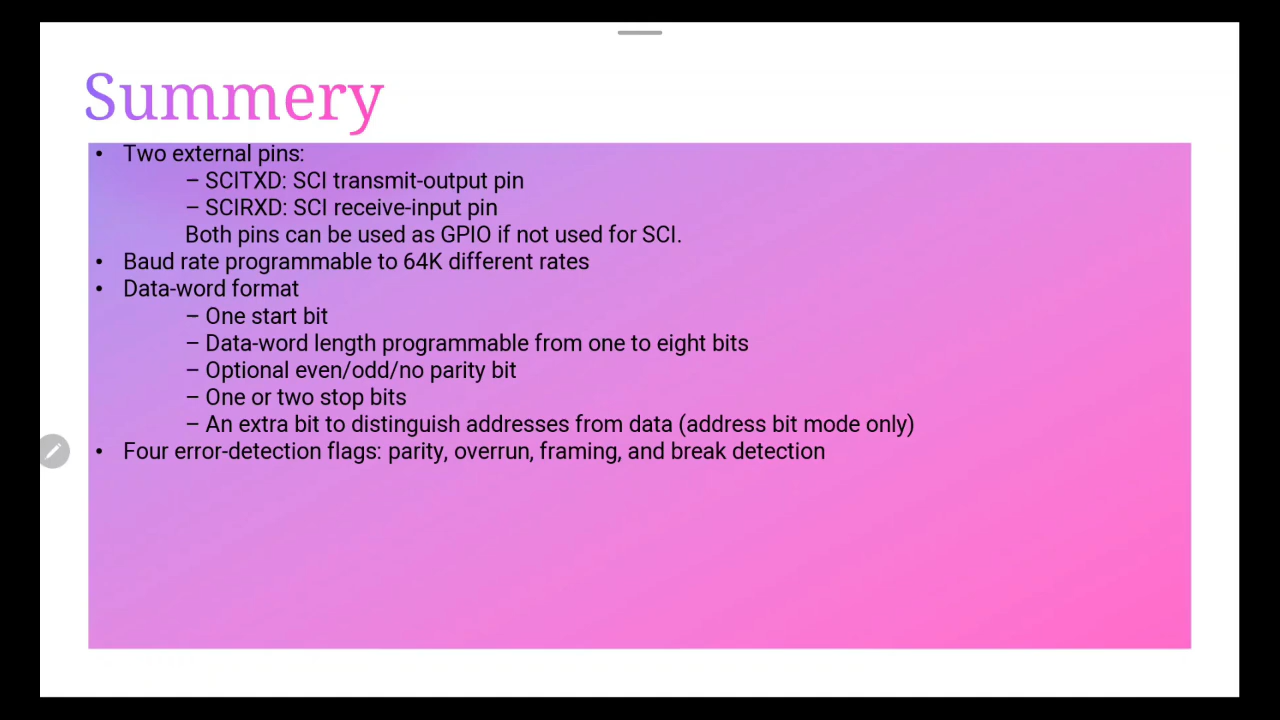 Summery
• Two external pins:
– SCITXD: SCI transmit-output pin
– SCIRXD: SCI receive-input pin
Both pins can be used as GPIO if not used for SCI.
• Baud rate programmable to 64K different rates
• Data-word format
– One start bit
– Data-word length programmable from one to eight bits
– Optional even/odd/no parity bit
– One or two stop bits
– An extra bit to distinguish addresses from data (address bit mode only)
• Four error-detection flags: parity, overrun, framing, and break detection